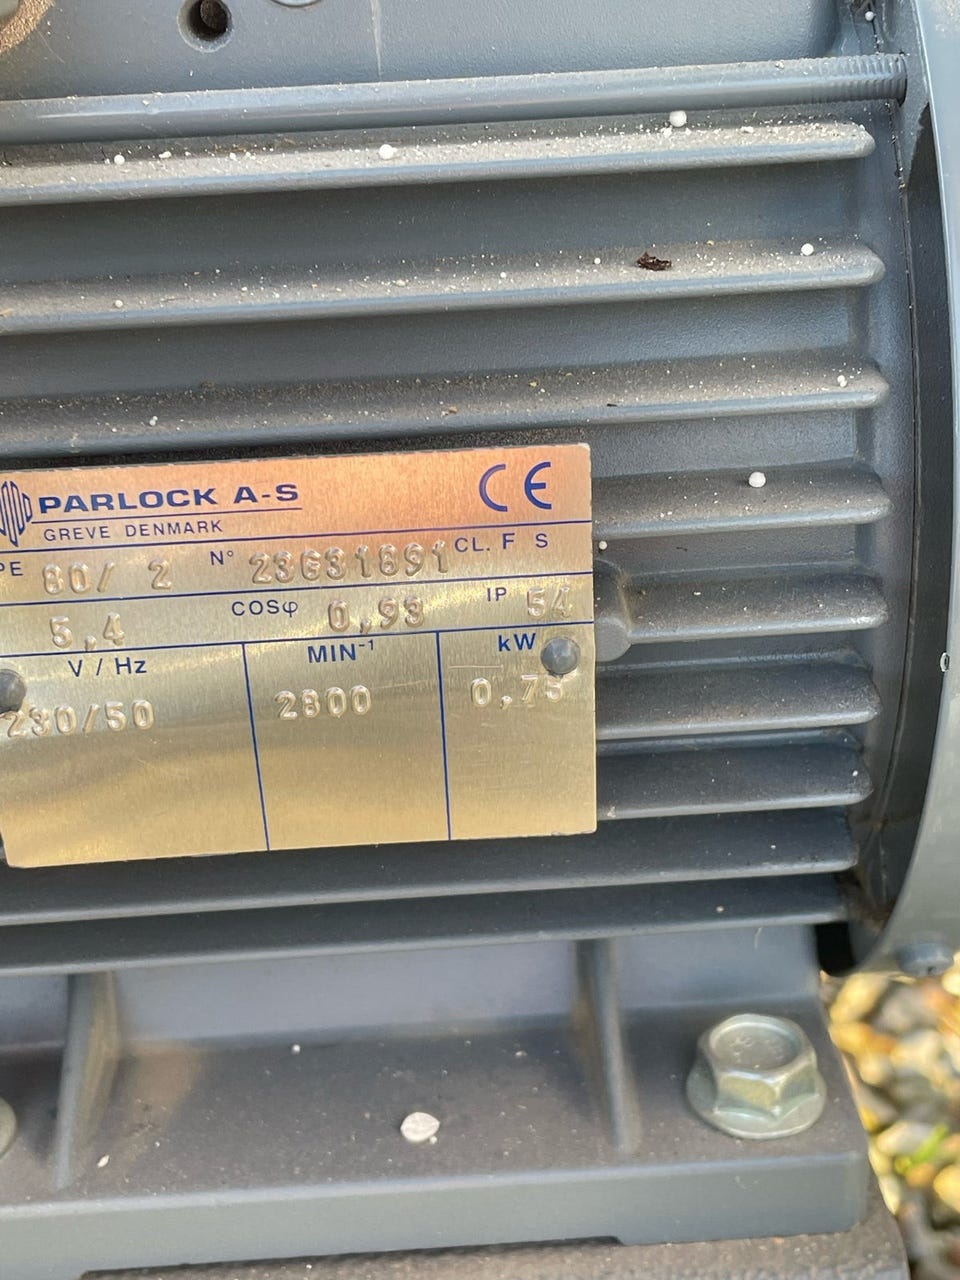 PARLOCK A-S CE
GREVE DENMARK
PE 80/ 2 N° 23G31691 CL. F S
5,4 COSφ 0,93 IP 54
V / Hz MIN⁻¹ kW
230/50 2800 0,75